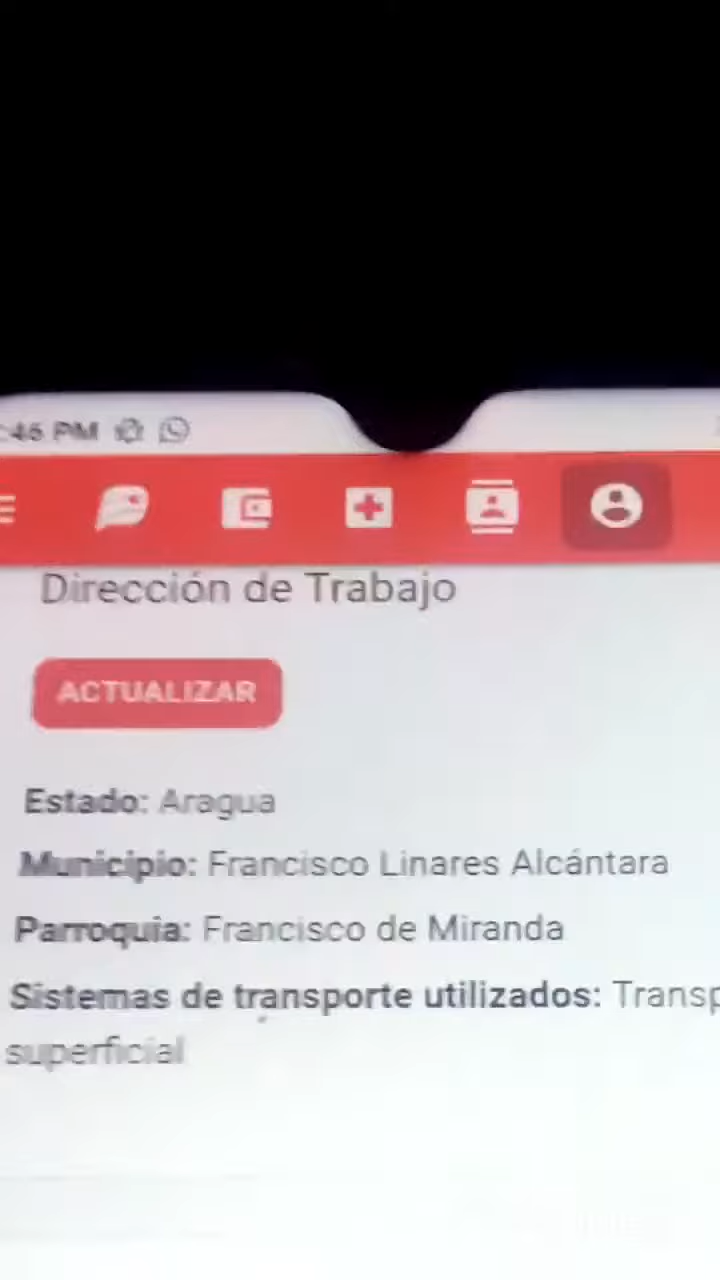 :46 PM
Dirección de Trabajo
ACTUALIZAR
Estado: Aragua
Municipio: Francisco Linares Alcántara
Parroquia: Francisco de Miranda
Sistemas de transporte utilizados: Transp
superficial